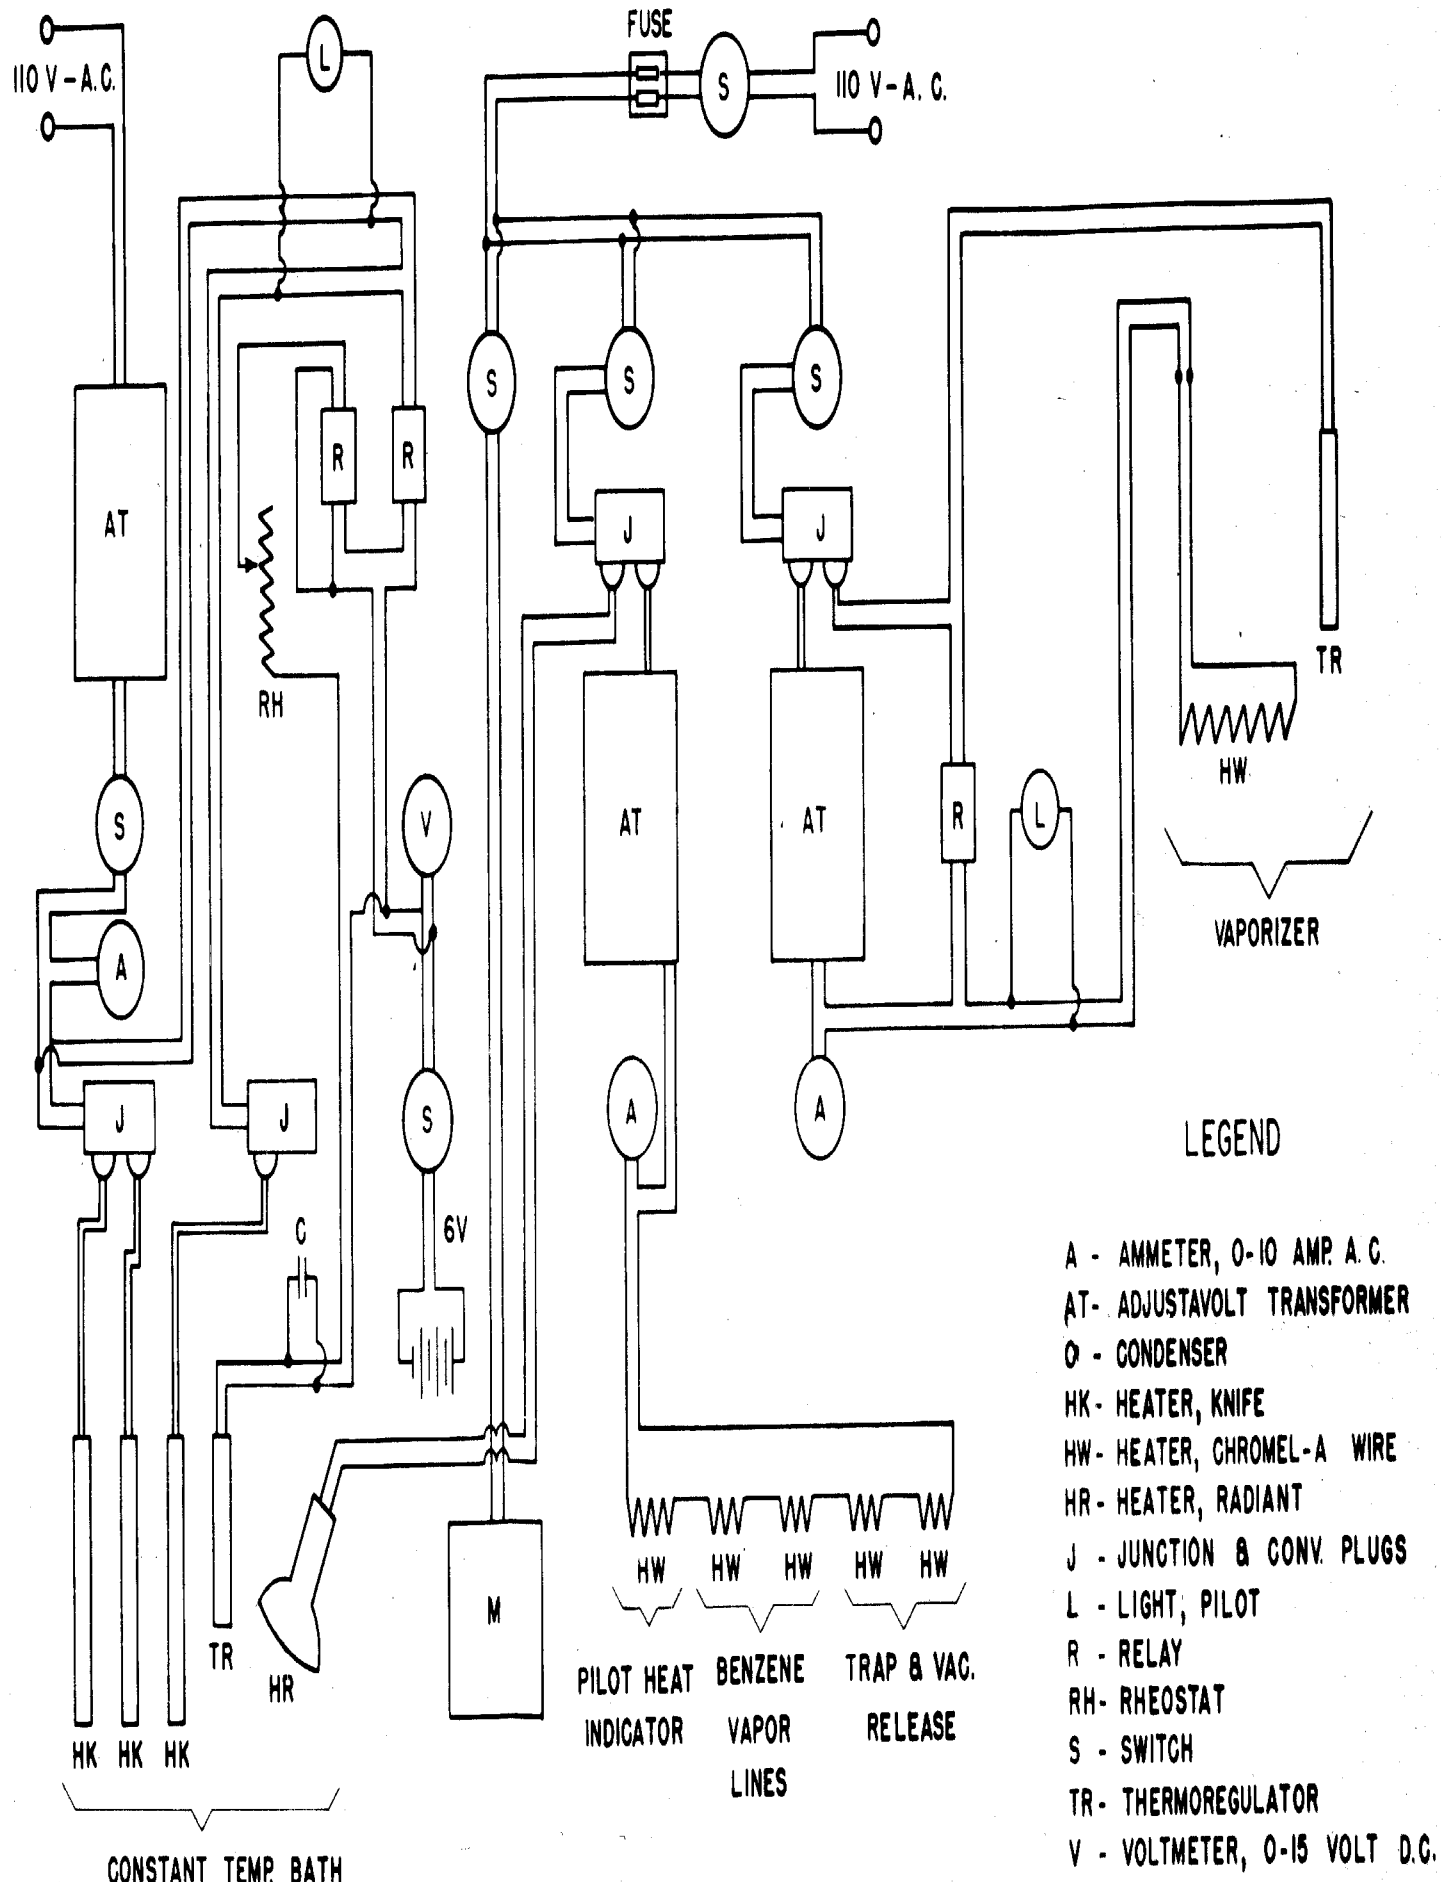 FUSE
L
110 V-A.C.
S
110 V-A. C.
S
S
S
R
R
AT
J
J
TR
RH
HW
S
V
AT
AT
R
L
VAPORIZER
A
J
J
S
A
A
LEGEND
C
6V
A - AMMETER, 0-10 AMP. A.C.
AT- ADJUSTAVOLT TRANSFORMER
C - CONDENSER
HK- HEATER, KNIFE
HW- HEATER, CHROMEL-A WIRE
HR- HEATER, RADIANT
J - JUNCTION & CONV. PLUGS
L - LIGHT, PILOT
R - RELAY
RH- RHEOSTAT
S - SWITCH
TR- THERMOREGULATOR
V - VOLTMETER, 0-15 VOLT D.C.
HW HW HW HW HW
M
TR
HR
PILOT HEAT
INDICATOR
BENZENE
VAPOR
LINES
TRAP & VAC.
RELEASE
HK HK HK
CONSTANT TEMP. BATH